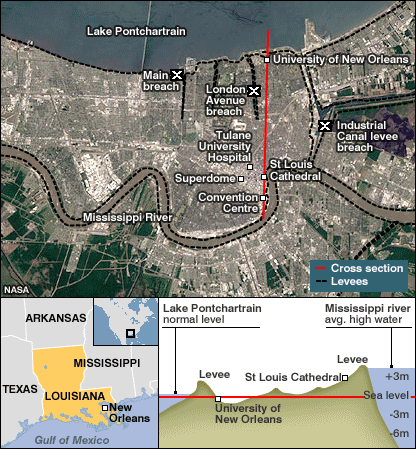 Lake Pontchartrain
University of New Orleans
Main
breach
London
Avenue
breach
Industrial
Canal levee
breach
Tulane
University
Hospital
St Louis
Cathedral
Superdome
Convention
Centre
Mississippi River
Cross section
Levees
NASA
ARKANSAS
MISSISSIPPI
TEXAS
LOUISIANA
New
Orleans
Gulf of Mexico
Lake Pontchartrain
normal level
Mississippi river
avg. high water
Levee
Levee
St Louis Cathedral
+3m
Sea level
University of
New Orleans
-3m
-6m